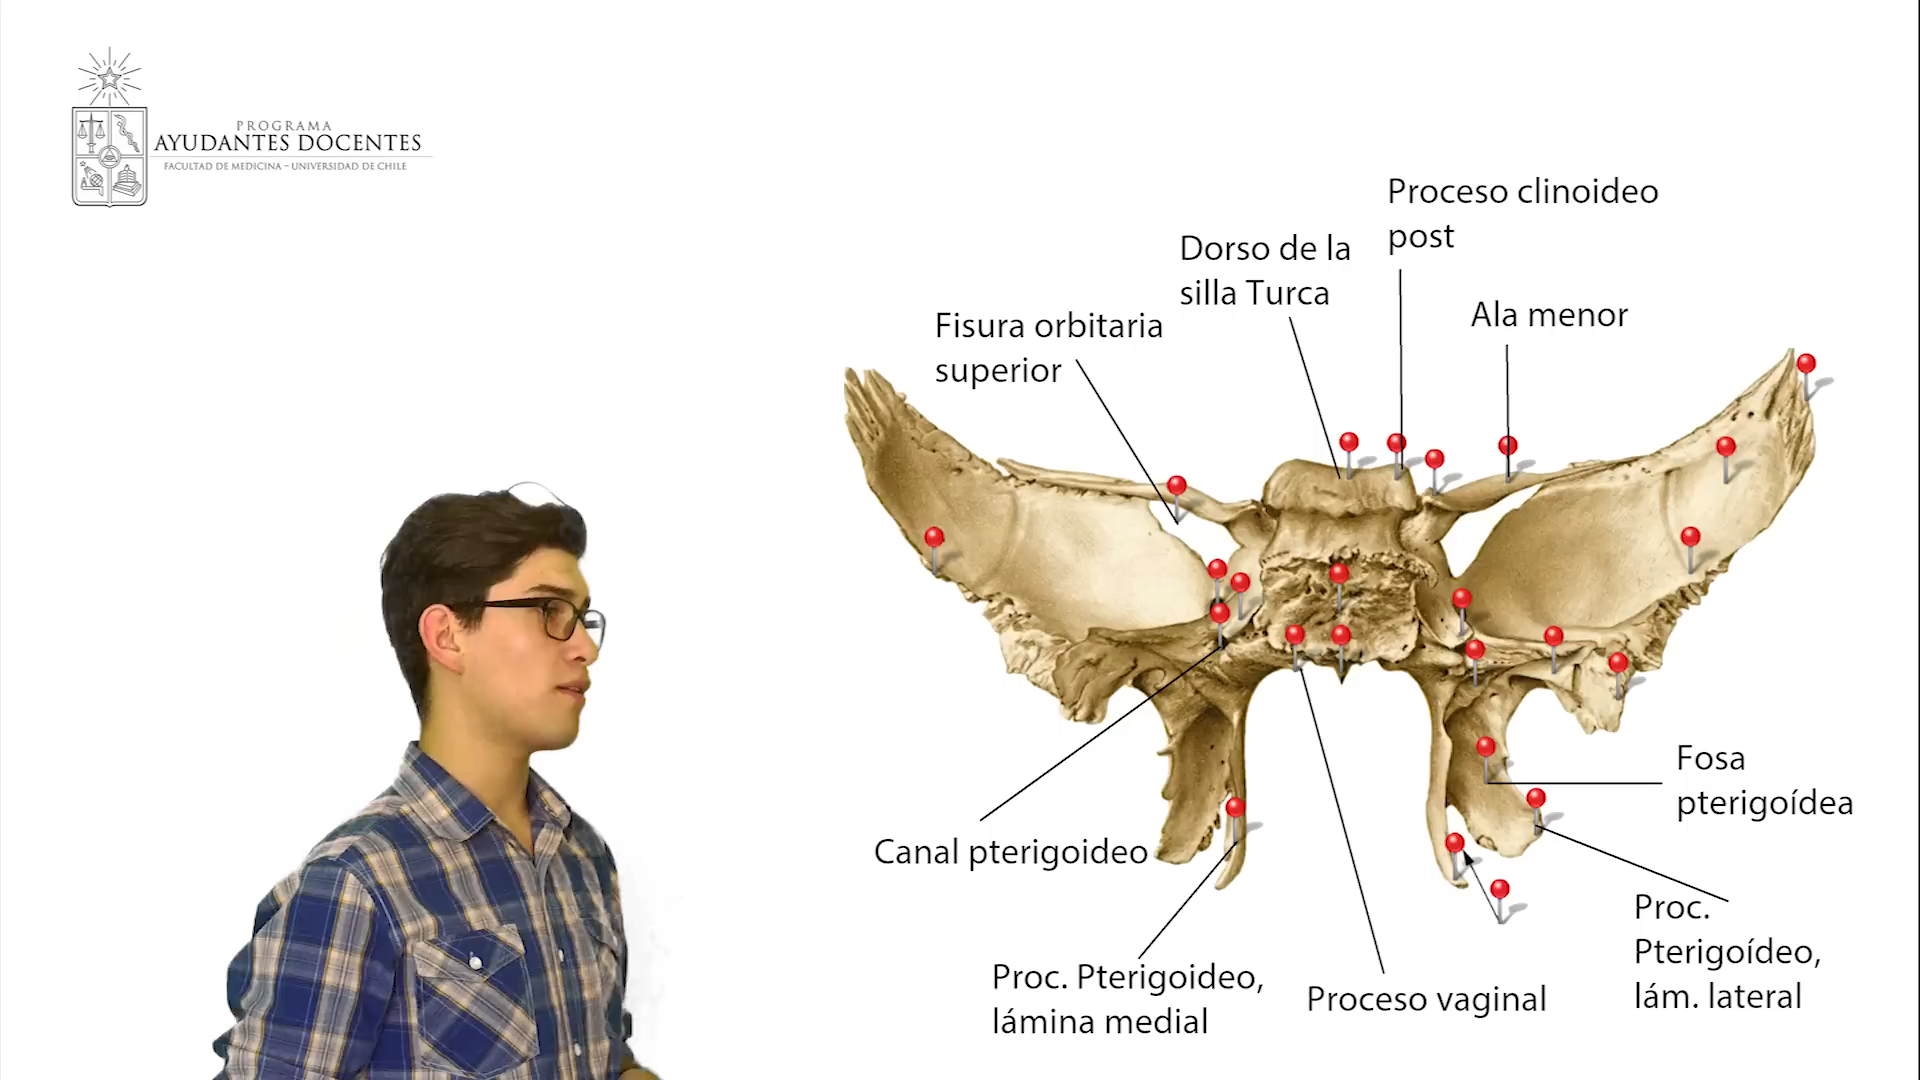 PROGRAMA
AYUDANTES DOCENTES
FACULTAD DE MEDICINA – UNIVERSIDAD DE CHILE
Proceso clinoideo
post
Dorso de la
silla Turca
Ala menor
Fisura orbitaria
superior
Fosa
pterigoídea
Canal pterigoideo
Proc.
Pterigoídeo,
lám. lateral
Proc. Pterigoideo,
lámina medial
Proceso vaginal